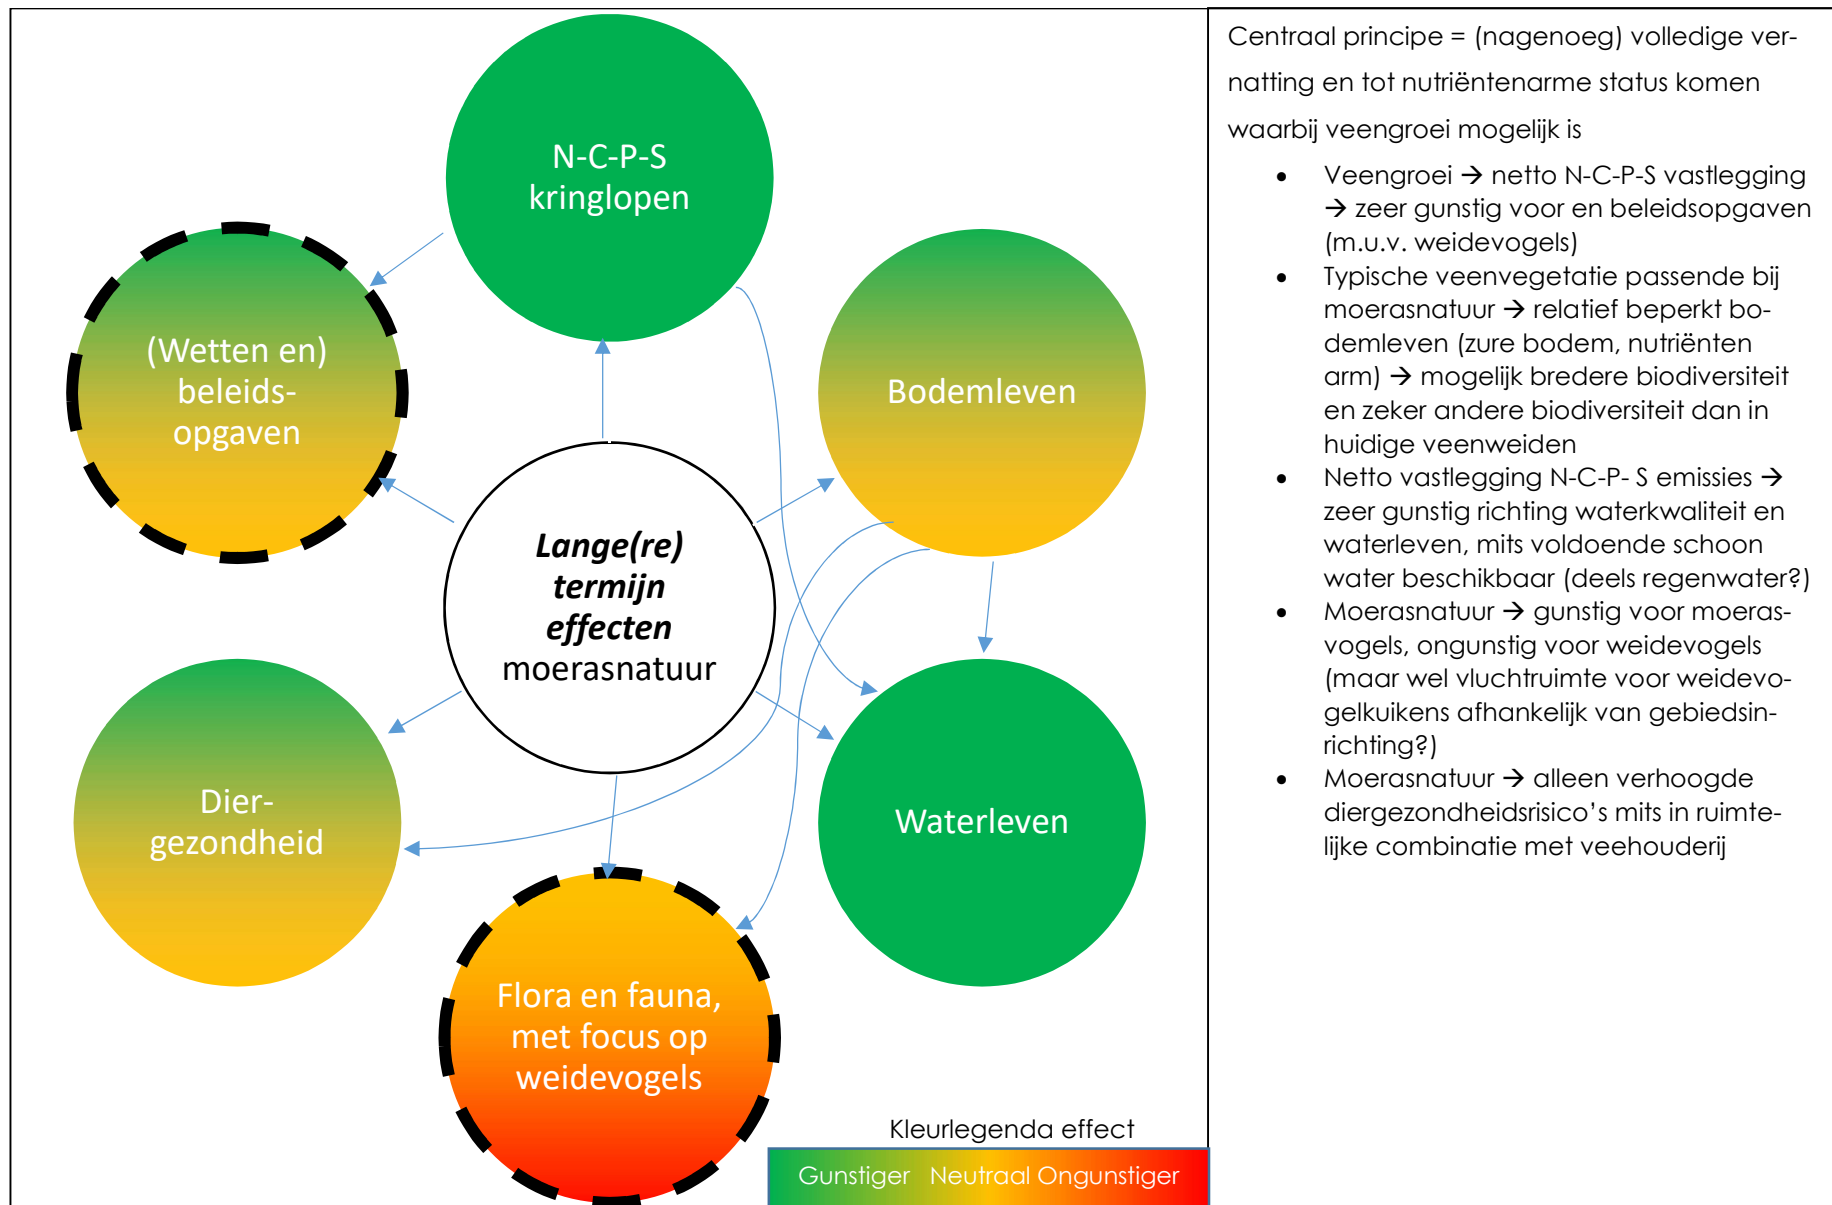 N-C-P-S
kringlopen
(Wetten en)
beleids-
opgaven
Bodemleven
Lange(re)
termijn
effecten
moerasnatuur
Dier-
gezondheid
Waterleven
Flora en fauna,
met focus op
weidevogels
Kleurlegenda effect
Gunstiger Neutraal Ongunstiger
Centraal principe = (nagenoeg) volledige ver-
natting en tot nutriëntenarme status komen
waarbij veengroei mogelijk is
• Veengroei → netto N-C-P-S vastlegging
→ zeer gunstig voor en beleidsopgaven
(m.u.v. weidevogels)
• Typische veenvegetatie passende bij
moerasnatuur → relatief beperkt bo-
demleven (zure bodem, nutriënten
arm) → mogelijk bredere biodiversiteit
en zeker andere biodiversiteit dan in
huidige veenweiden
• Netto vastlegging N-C-P- S emissies →
zeer gunstig richting waterkwaliteit en
waterleven, mits voldoende schoon
water beschikbaar (deels regenwater?)
• Moerasnatuur → gunstig voor moeras-
vogels, ongunstig voor weidevogels
(maar wel vluchtruimte voor weidevo-
gelkuikens afhankelijk van gebiedsin-
richting?)
• Moerasnatuur → alleen verhoogde
diergezondheidsrisico's mits in ruimte-
lijke combinatie met veehouderij